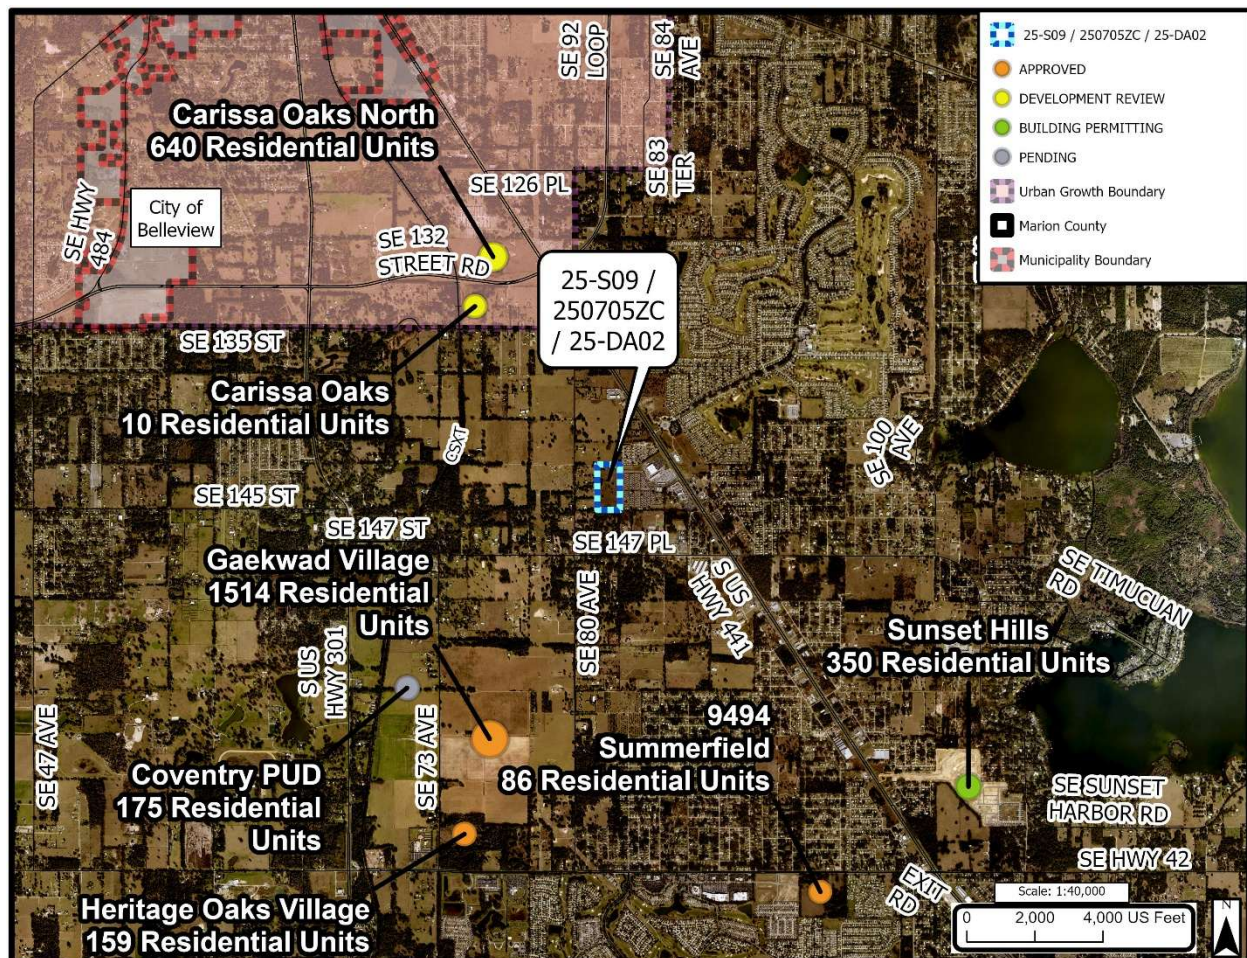 25-S09 / 250705ZC / 25-DA02
APPROVED
DEVELOPMENT REVIEW
BUILDING PERMITTING
PENDING
Urban Growth Boundary
Marion County
Municipality Boundary
SE 92
LOOP
SE 84
AVE
Carissa Oaks North
640 Residential Units
SE 83
TER
SE 126 PL
City of
Belleview
SE HWY
484
SE 132
STREET RD
25-S09 /
250705ZC
/ 25-DA02
SE 135 ST
Carissa Oaks
10 Residential Units
CSXT
SE 100
AVE
SE 145 ST
SE 147 ST
SE 147 PL
Gaekwad Village
1514 Residential
Units
S US
HWY 441
SE 80 AVE
SE TIMUCUAN
RD
Sunset Hills
350 Residential Units
S US
HWY 301
9494
Summerfield
86 Residential Units
SE 47 AVE
SE 73 AVE
Coventry PUD
175 Residential
Units
SE SUNSET
HARBOR RD
SE HWY 42
EXIT
RD
Heritage Oaks Village
159 Residential Units
Scale: 1:40,000
0 2,000 4,000 US Feet
N